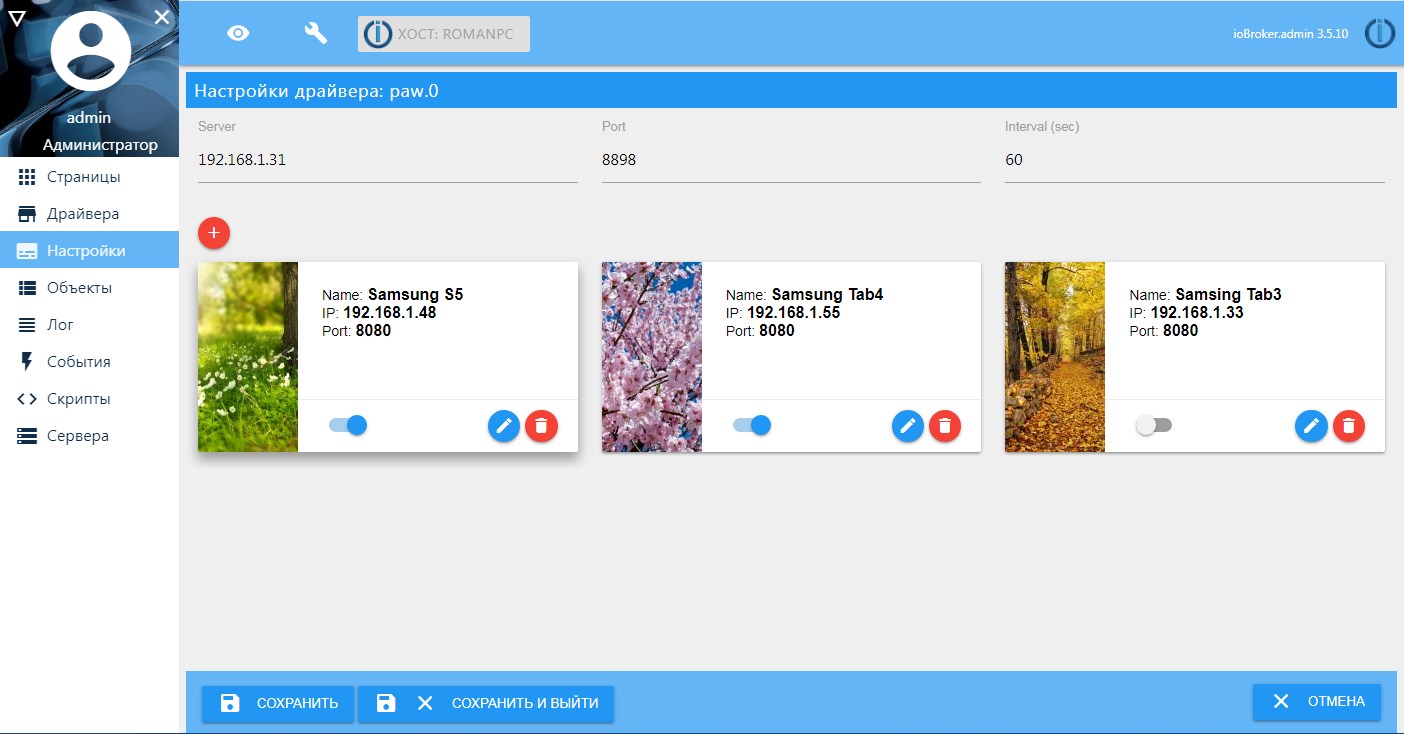 ХОСТ: ROMANPC
ioBroker.admin 3.5.10
admin
Администратор
Страницы
Драйвера
Настройки
Объекты
Лог
События
Скрипты
Сервера
Настройки драйвера: paw.0
Server
192.168.1.31
Port
8898
Interval (sec)
60
Name: Samsung S5
IP: 192.168.1.48
Port: 8080
Name: Samsung Tab4
IP: 192.168.1.55
Port: 8080
Name: Samsing Tab3
IP: 192.168.1.33
Port: 8080
СОХРАНИТЬ
СОХРАНИТЬ И ВЫЙТИ
ОТМЕНА